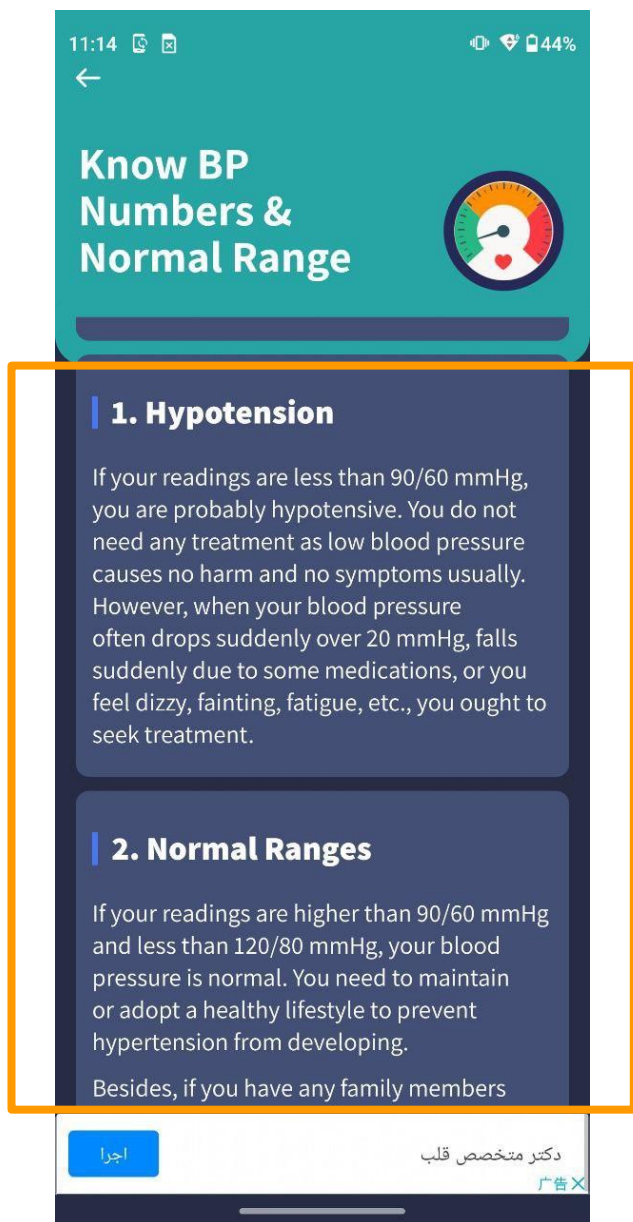 11:14
44%
Know BP
Numbers &
Normal Range
1. Hypotension
If your readings are less than 90/60 mmHg,
you are probably hypotensive. You do not
need any treatment as low blood pressure
causes no harm and no symptoms usually.
However, when your blood pressure
often drops suddenly over 20 mmHg, falls
suddenly due to some medications, or you
feel dizzy, fainting, fatigue, etc., you ought to
seek treatment.
2. Normal Ranges
If your readings are higher than 90/60 mmHg
and less than 120/80 mmHg, your blood
pressure is normal. You need to maintain
or adopt a healthy lifestyle to prevent
hypertension from developing.
Besides, if you have any family members
دکتر متخصص قلب
اجرا
广告